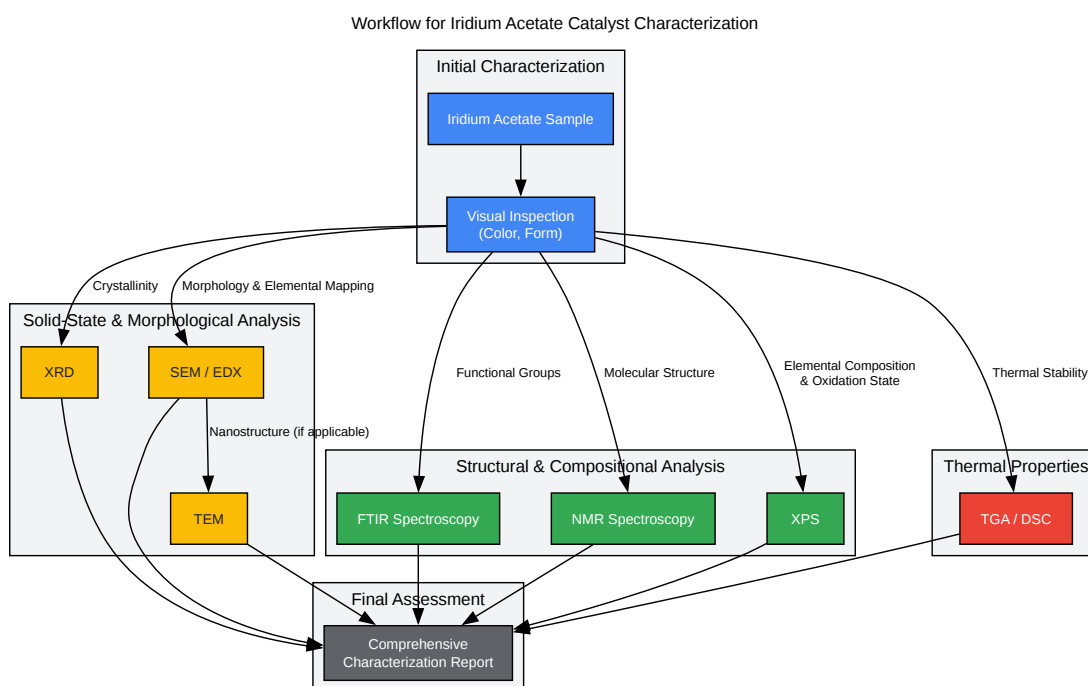 Workflow for Iridium Acetate Catalyst Characterization
Initial Characterization
Iridium Acetate Sample
Visual Inspection
(Color, Form)
Crystallinity
Morphology & Elemental Mapping
Solid-State & Morphological Analysis
XRD
SEM / EDX
Functional Groups
Molecular Structure
Elemental Composition
& Oxidation State
Thermal Stability
Nanostructure (if applicable)
TEM
Structural & Compositional Analysis
FTIR Spectroscopy
NMR Spectroscopy
XPS
Thermal Properties
TGA / DSC
Final Assessment
Comprehensive
Characterization Report